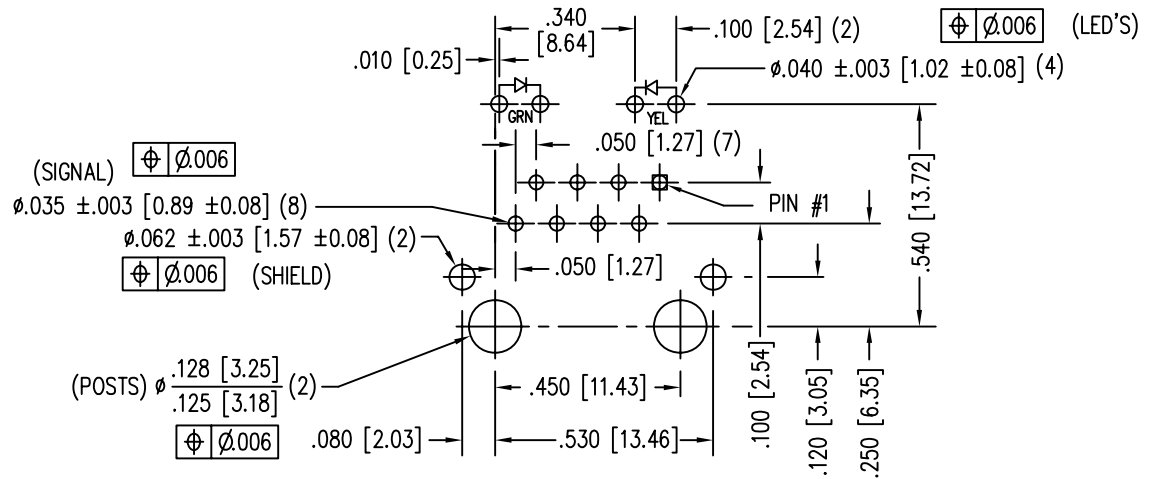 .340
[8.64]
.100 [2.54] (2)
⌖ Ø.006 (LED'S)
.010 [0.25]
Ø.040 ±.003 [1.02 ±0.08] (4)
GRN
YEL
.050 [1.27] (7)
(SIGNAL) ⌖ Ø.006
Ø.035 ±.003 [0.89 ±0.08] (8)
PIN #1
Ø.062 ±.003 [1.57 ±0.08] (2)
⌖ Ø.006 (SHIELD)
.050 [1.27]
.540 [13.72]
(POSTS) Ø .128 [3.25] (2)
.125 [3.18]
⌖ Ø.006
.450 [11.43]
.080 [2.03]
.530 [13.46]
.100 [2.54]
.120 [3.05]
.250 [6.35]